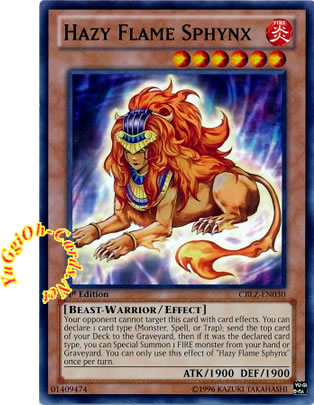 HAZY FLAME SPHYNX
FIRE
炎
YuGgiOh-Cards.Net
1st Edition
CBLZ-EN030
[BEAST-WARRIOR / EFFECT]
Your opponent cannot target this card with card effects. You can
declare 1 card type (Monster, Spell, or Trap); send the top card
of your Deck to the Graveyard, then if it was the declared card
type, you can Special Summon 1 FIRE monster from your hand or
Graveyard. You can only use this effect of "Hazy Flame Sphynx"
once per turn.
ATK/1900 DEF/1900
01409474
©1996 KAZUKI TAKAHASHI